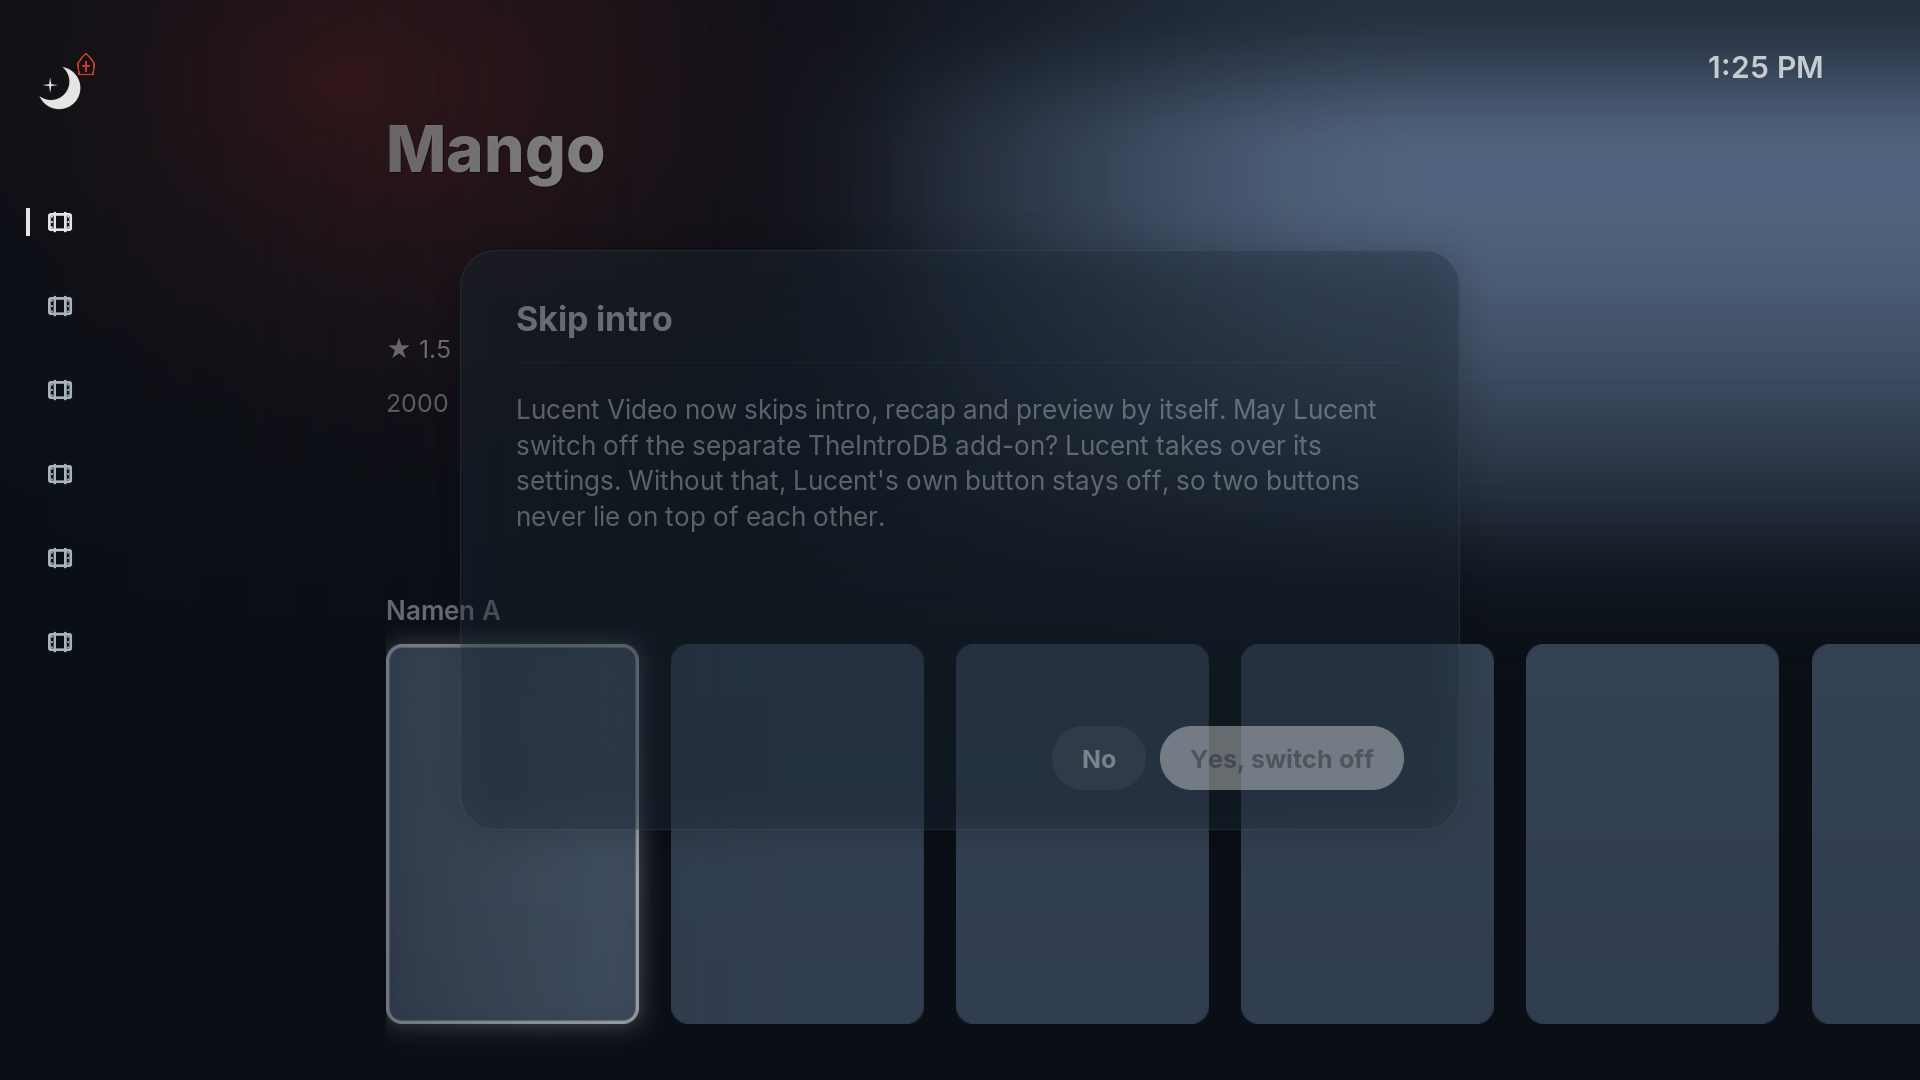 1:25 PM
Mango
★ 1.5
2000
Skip intro
Lucent Video now skips intro, recap and preview by itself. May Lucent
switch off the separate TheIntroDB add-on? Lucent takes over its
settings. Without that, Lucent's own button stays off, so two buttons
never lie on top of each other.
Namen A
No
Yes, switch off